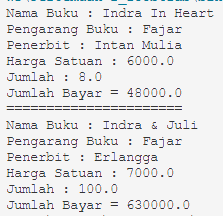 Nama Buku : Indra In Heart
Pengarang Buku : Fajar
Penerbit : Intan Mulia
Harga Satuan : 6000.0
Jumlah : 8.0
Jumlah Bayar = 48000.0
======================
Nama Buku : Indra & Juli
Pengarang Buku : Fajar
Penerbit : Erlangga
Harga Satuan : 7000.0
Jumlah : 100.0
Jumlah Bayar = 630000.0